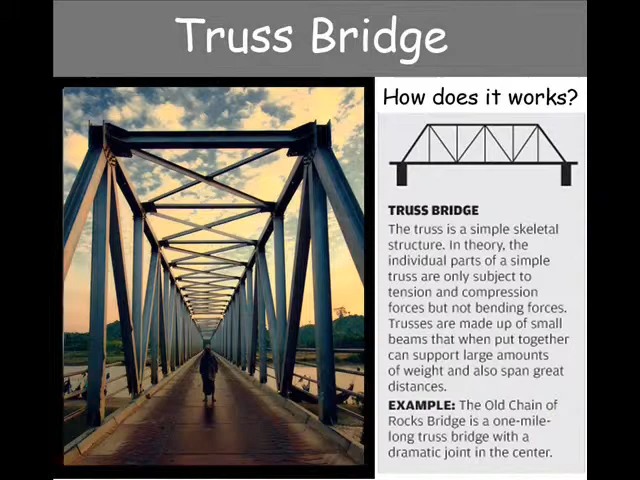 Truss Bridge
How does it works?
TRUSS BRIDGE
The truss is a simple skeletal
structure. In theory, the
individual parts of a simple
truss are only subject to
tension and compression
forces but not bending forces.
Trusses are made up of small
beams that when put together
can support large amounts
of weight and also span great
distances.
EXAMPLE: The Old Chain of
Rocks Bridge is a one-mile-
long truss bridge with a
dramatic joint in the center.